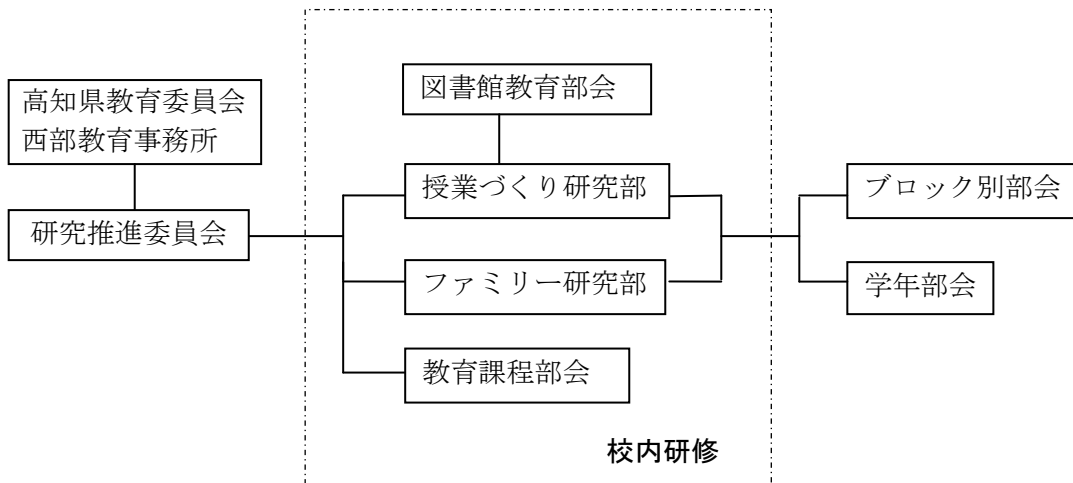 高知県教育委員会
西部教育事務所
研究推進委員会
図書館教育部会
授業づくり研究部
ファミリー研究部
教育課程部会
校内研修
ブロック別部会
学年部会